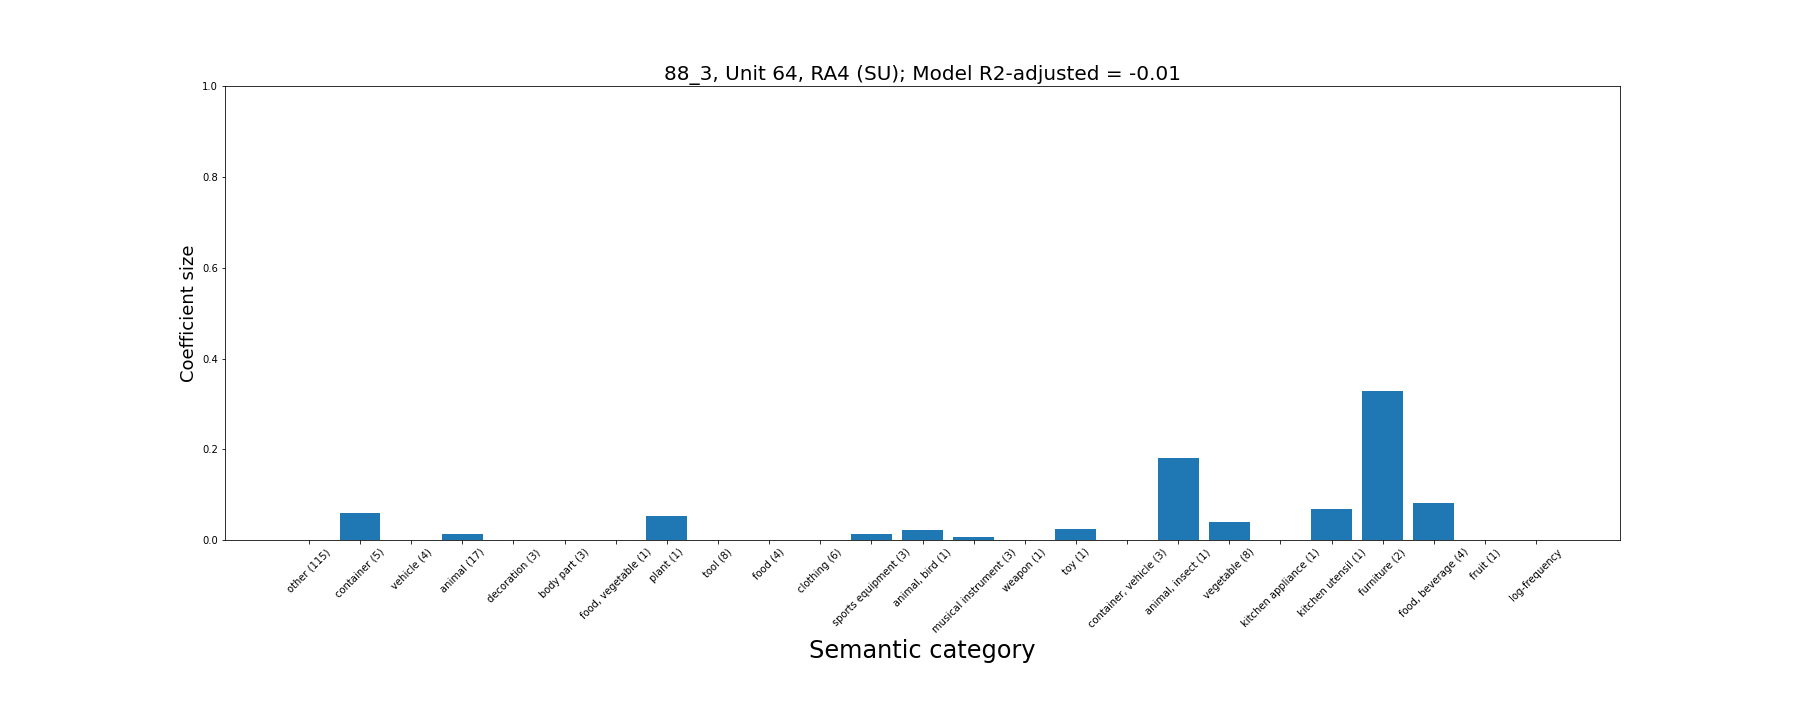 88_3, Unit 64, RA4 (SU); Model R2-adjusted = -0.01
Coefficient size
1.0
0.8
0.6
0.4
0.2
0.0
other (115)
container (5)
vehicle (4)
animal (17)
decoration (3)
body part (3)
food, vegetable (1)
plant (1)
tool (8)
food (4)
clothing (6)
sports equipment (3)
animal, bird (1)
musical instrument (3)
weapon (1)
toy (1)
container, vehicle (3)
animal, insect (1)
vegetable (8)
kitchen appliance (1)
kitchen utensil (1)
furniture (2)
food, beverage (4)
fruit (1)
log-frequency
Semantic category